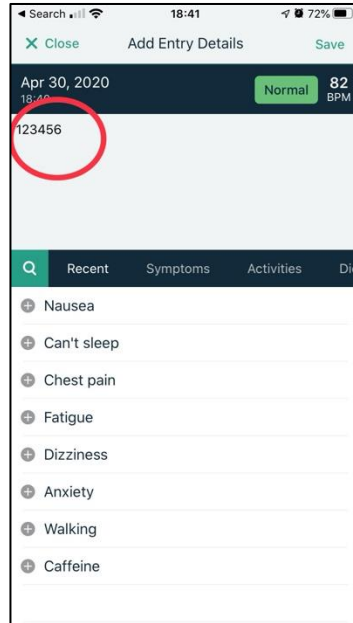 Search 18:41 72%
Close Add Entry Details Save
Apr 30, 2020 Normal 82
BPM
123456
Recent Symptoms Activities
Nausea
Can't sleep
Chest pain
Fatigue
Dizziness
Anxiety
Walking
Caffeine